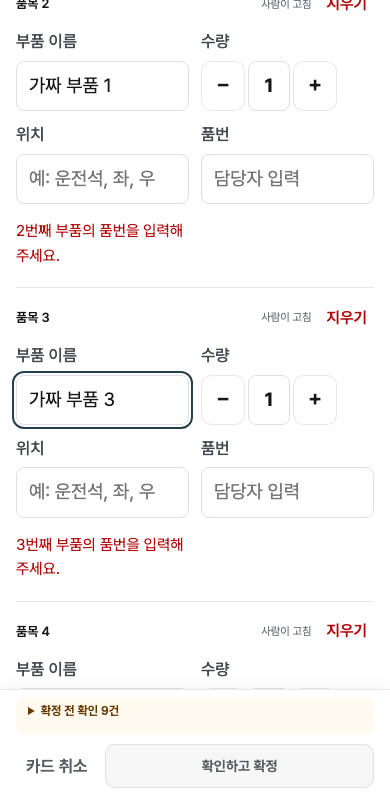 품목 2 사람이 고침 지우기
부품 이름 수량
가짜 부품 1 − 1 +
위치 품번
예: 운전석, 좌, 우 담당자 입력
2번째 부품의 품번을 입력해
주세요.
품목 3 사람이 고침 지우기
부품 이름 수량
가짜 부품 3 − 1 +
위치 품번
예: 운전석, 좌, 우 담당자 입력
3번째 부품의 품번을 입력해
주세요.
품목 4 사람이 고침 지우기
부품 이름 수량
▶ 확정 전 확인 9건
카드 취소 확인하고 확정